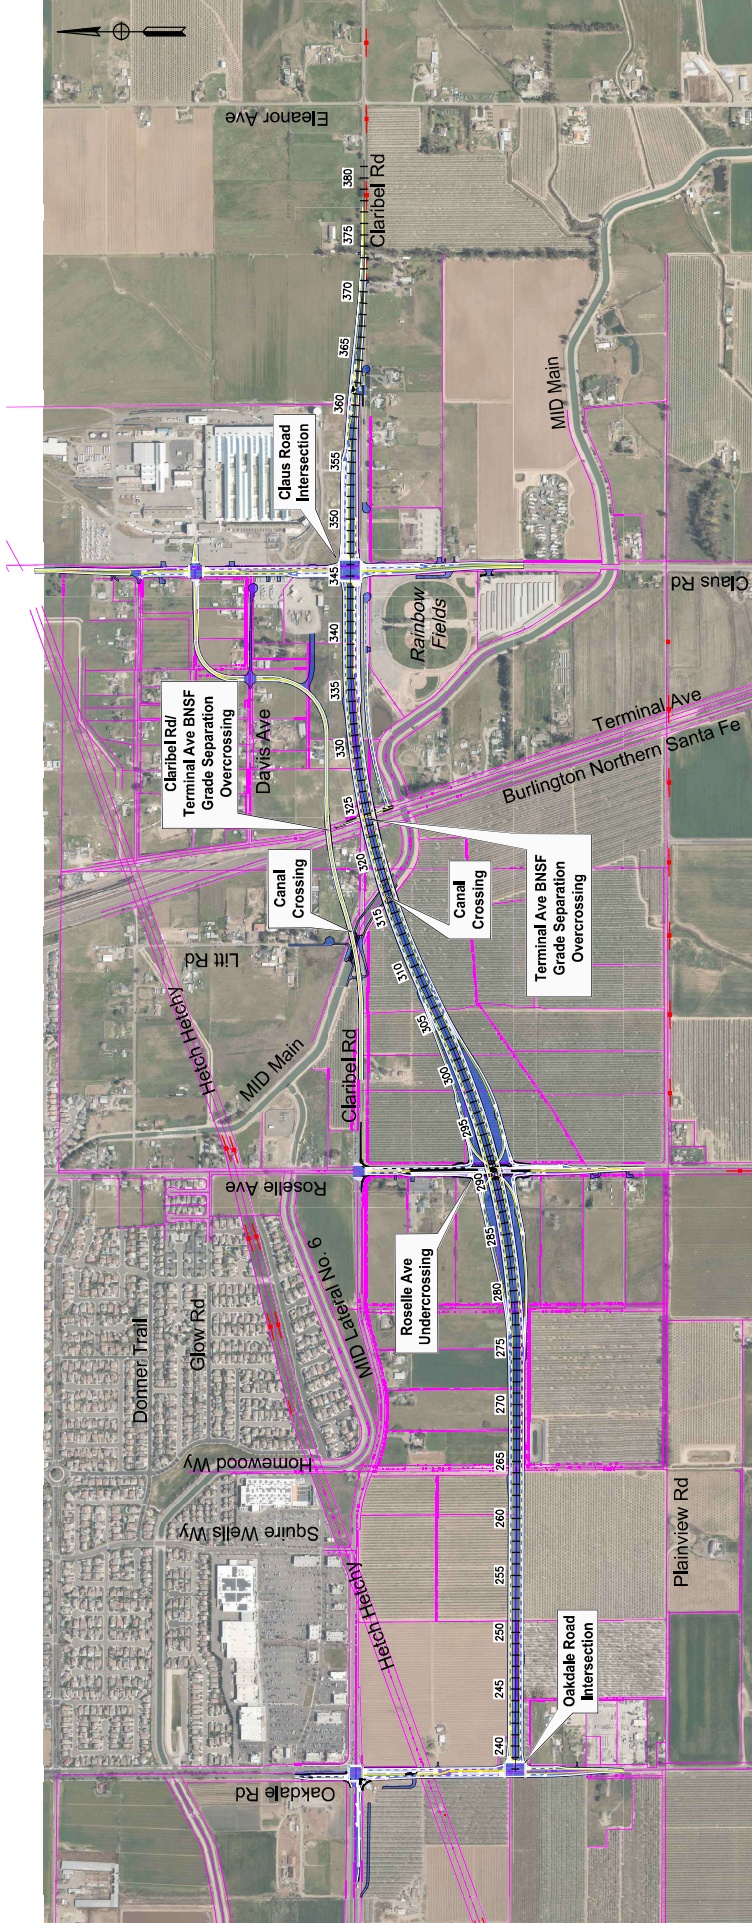 Eleanor Ave
Claribel Rd
380
375
370
365
360
355
350
345
340
335
330
325
320
315
310
305
300
295
290
285
280
275
270
265
260
255
250
245
240
MID Main
Claus Road
Intersection
Claus Rd
Rainbow
Fields
Claribel Rd/
Terminal Ave BNSF
Grade Separation
Overcrossing
Davis Ave
Terminal Ave
Burlington Northern Santa Fe
Canal
Crossing
Canal
Crossing
Terminal Ave BNSF
Grade Separation
Overcrossing
Litt Rd
Hetch Hetchy
MID Main
Claribel Rd
Roselle Ave
Roselle Ave
Undercrossing
MID Lateral No. 6
Donner Trail
Glow Rd
Homewood Wy
Squire Wells Wy
Hetch Hetchy
Plainview Rd
Oakdale Road
Intersection
Oakdale Rd